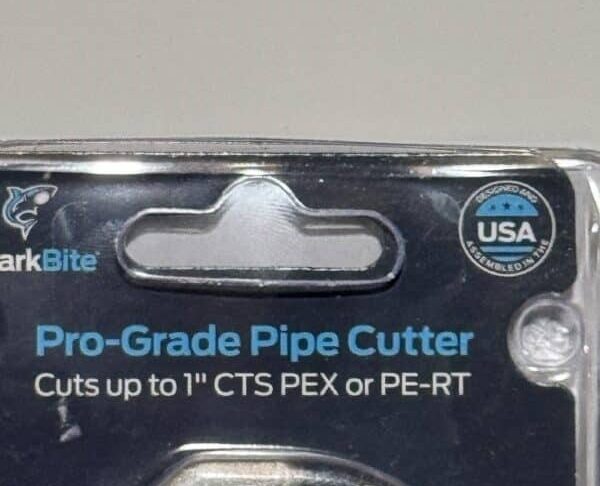 DESIGNED AND
USA
ASSEMBLED IN THE
arkBite
Pro-Grade Pipe Cutter
Cuts up to 1" CTS PEX or PE-RT